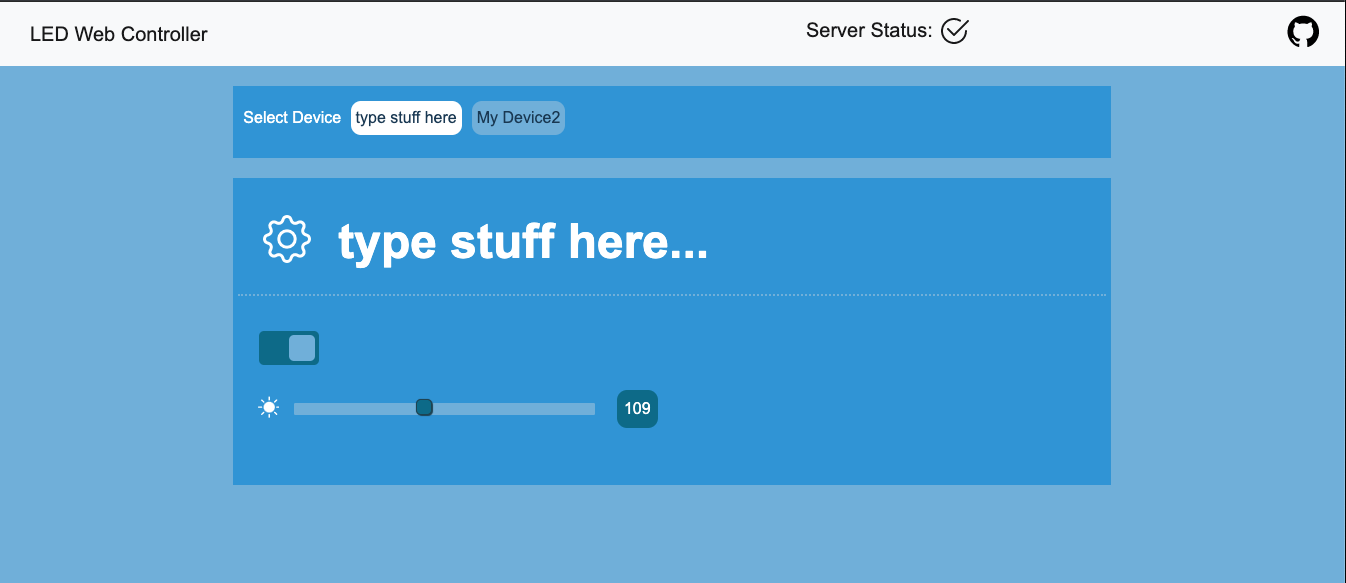 LED Web Controller
Server Status:
Select Device type stuff here My Device2
type stuff here...
109